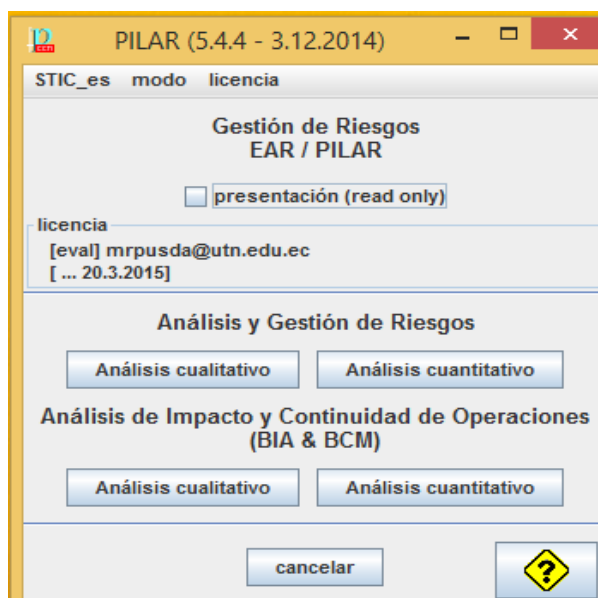 PILAR (5.4.4 - 3.12.2014)
STIC_es modo licencia
Gestión de Riesgos
EAR / PILAR
presentación (read only)
licencia
[eval] mrpusda@utn.edu.ec
[ ... 20.3.2015]
Análisis y Gestión de Riesgos
Análisis cualitativo Análisis cuantitativo
Análisis de Impacto y Continuidad de Operaciones
(BIA & BCM)
Análisis cualitativo Análisis cuantitativo
cancelar ?